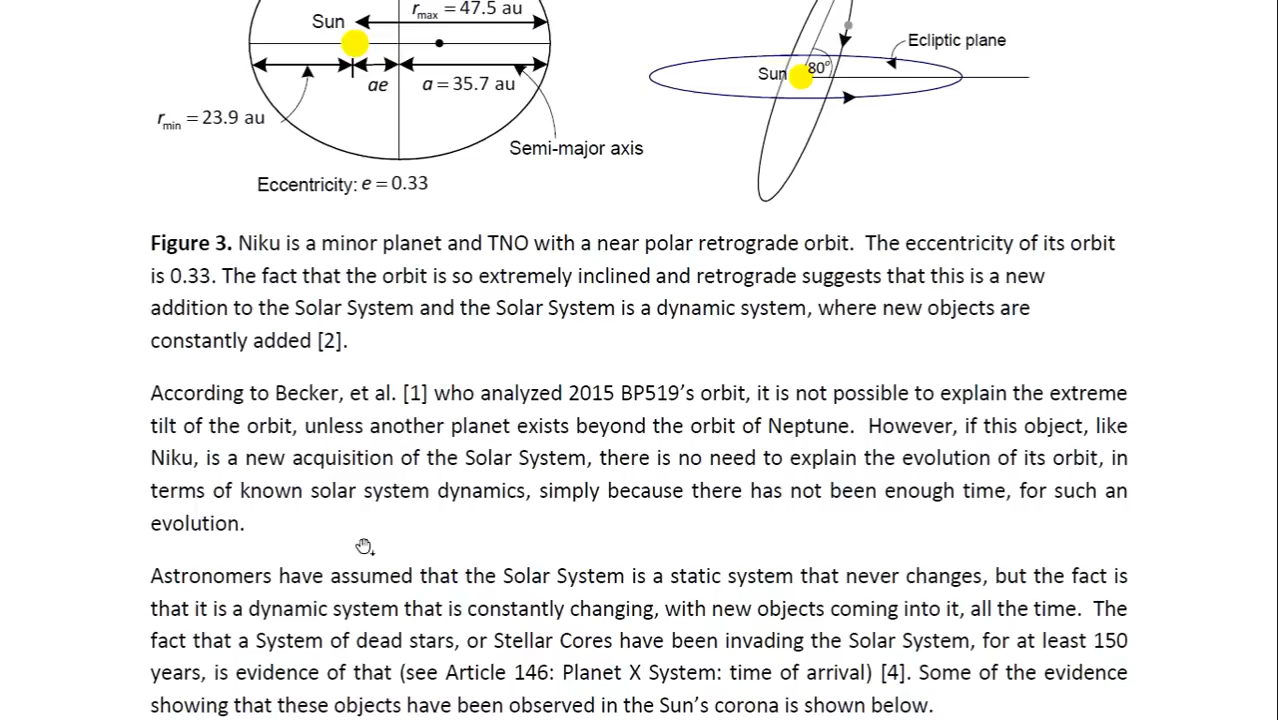 r max = 47.5 au
Sun
Ecliptic plane
Sun
80°
ae
a = 35.7 au
r min = 23.9 au
Semi-major axis
Eccentricity: e = 0.33
Figure 3. Niku is a minor planet and TNO with a near polar retrograde orbit. The eccentricity of its orbit
is 0.33. The fact that the orbit is so extremely inclined and retrograde suggests that this is a new
addition to the Solar System and the Solar System is a dynamic system, where new objects are
constantly added [2].
According to Becker, et al. [1] who analyzed 2015 BP519’s orbit, it is not possible to explain the extreme
tilt of the orbit, unless another planet exists beyond the orbit of Neptune. However, if this object, like
Niku, is a new acquisition of the Solar System, there is no need to explain the evolution of its orbit, in
terms of known solar system dynamics, simply because there has not been enough time, for such an
evolution.
Astronomers have assumed that the Solar System is a static system that never changes, but the fact is
that it is a dynamic system that is constantly changing, with new objects coming into it, all the time. The
fact that a System of dead stars, or Stellar Cores have been invading the Solar System, for at least 150
years, is evidence of that (see Article 146: Planet X System: time of arrival) [4]. Some of the evidence
showing that these objects have been observed in the Sun’s corona is shown below.